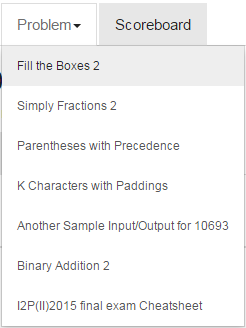 Problem Scoreboard
Fill the Boxes 2
Simply Fractions 2
Parentheses with Precedence
K Characters with Paddings
Another Sample Input/Output for 10693
Binary Addition 2
I2P(II)2015 final exam Cheatsheet